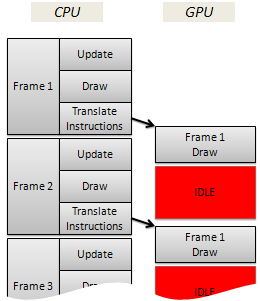 CPU
GPU
Frame 1
Update
Draw
Translate
Instructions
Frame 1
Draw
IDLE
Frame 2
Update
Draw
Translate
Instructions
Frame 1
Draw
IDLE
Frame 3
Update